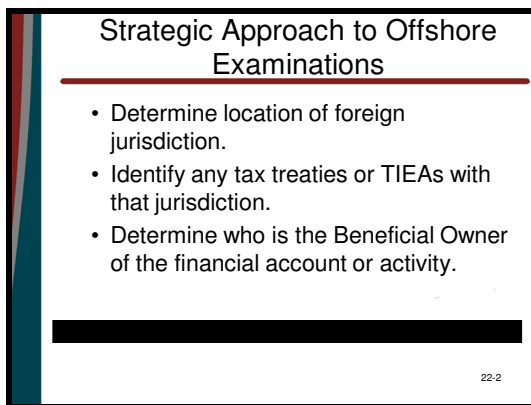 Strategic Approach to Offshore
Examinations
• Determine location of foreign
jurisdiction.
• Identify any tax treaties or TIEAs with
that jurisdiction.
• Determine who is the Beneficial Owner
of the financial account or activity.
22-2